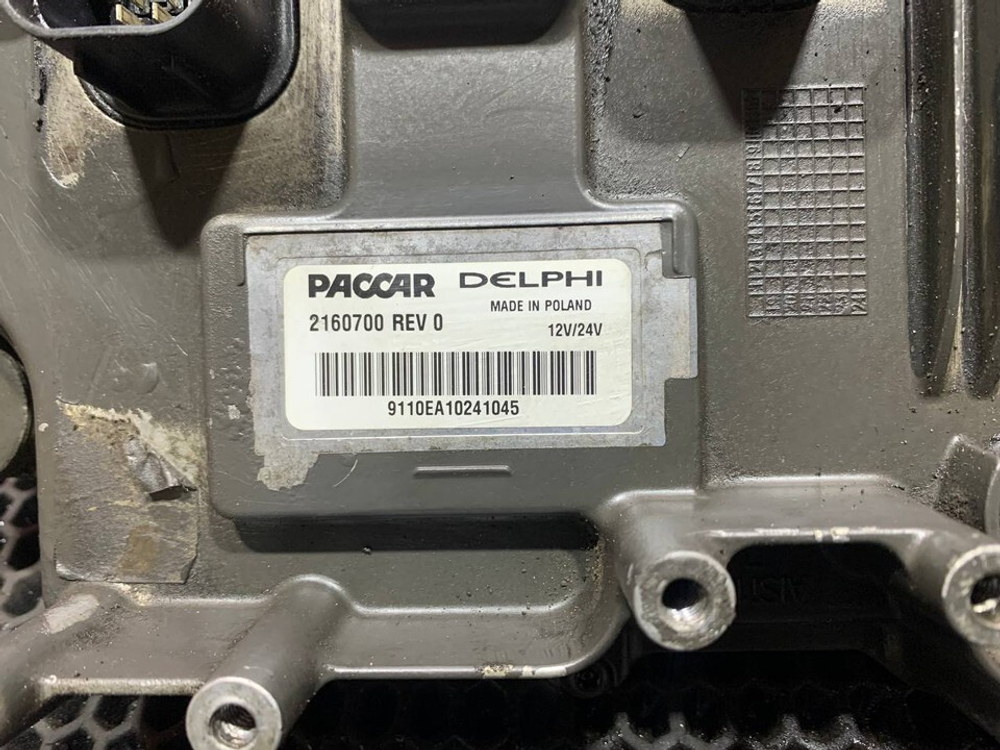 PACCAR DELPHI
MADE IN POLAND
2160700 REV 0
12V/24V
9110EA10241045